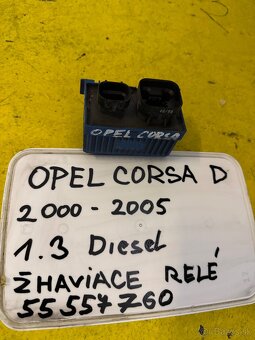 OPEL CORSA
OPEL CORSA D
2000-2005
1.3 Diesel
ŽHAVIACE RELÉ
55557760